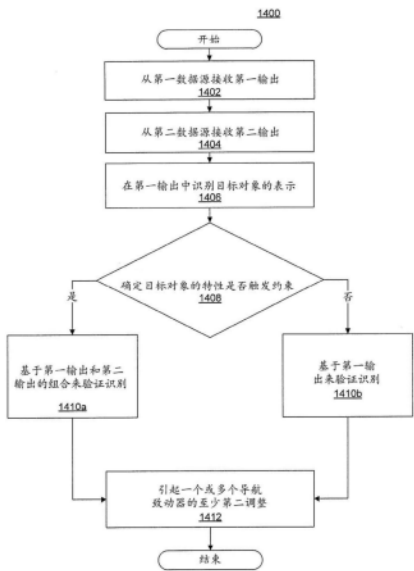 1400
开始
从第一数据源接收第一输出
1402
从第二数据源接收第二输出
1404
在第一输出中识别目标对象的表示
1406
确定目标对象的特性是否触发约束
1408
是
否
基于第一输出和第二
输出的组合来验证识别
1410a
基于第一输
出来验证识别
1410b
引起一个或多个导航
致动器的至少第二调整
1412
结束